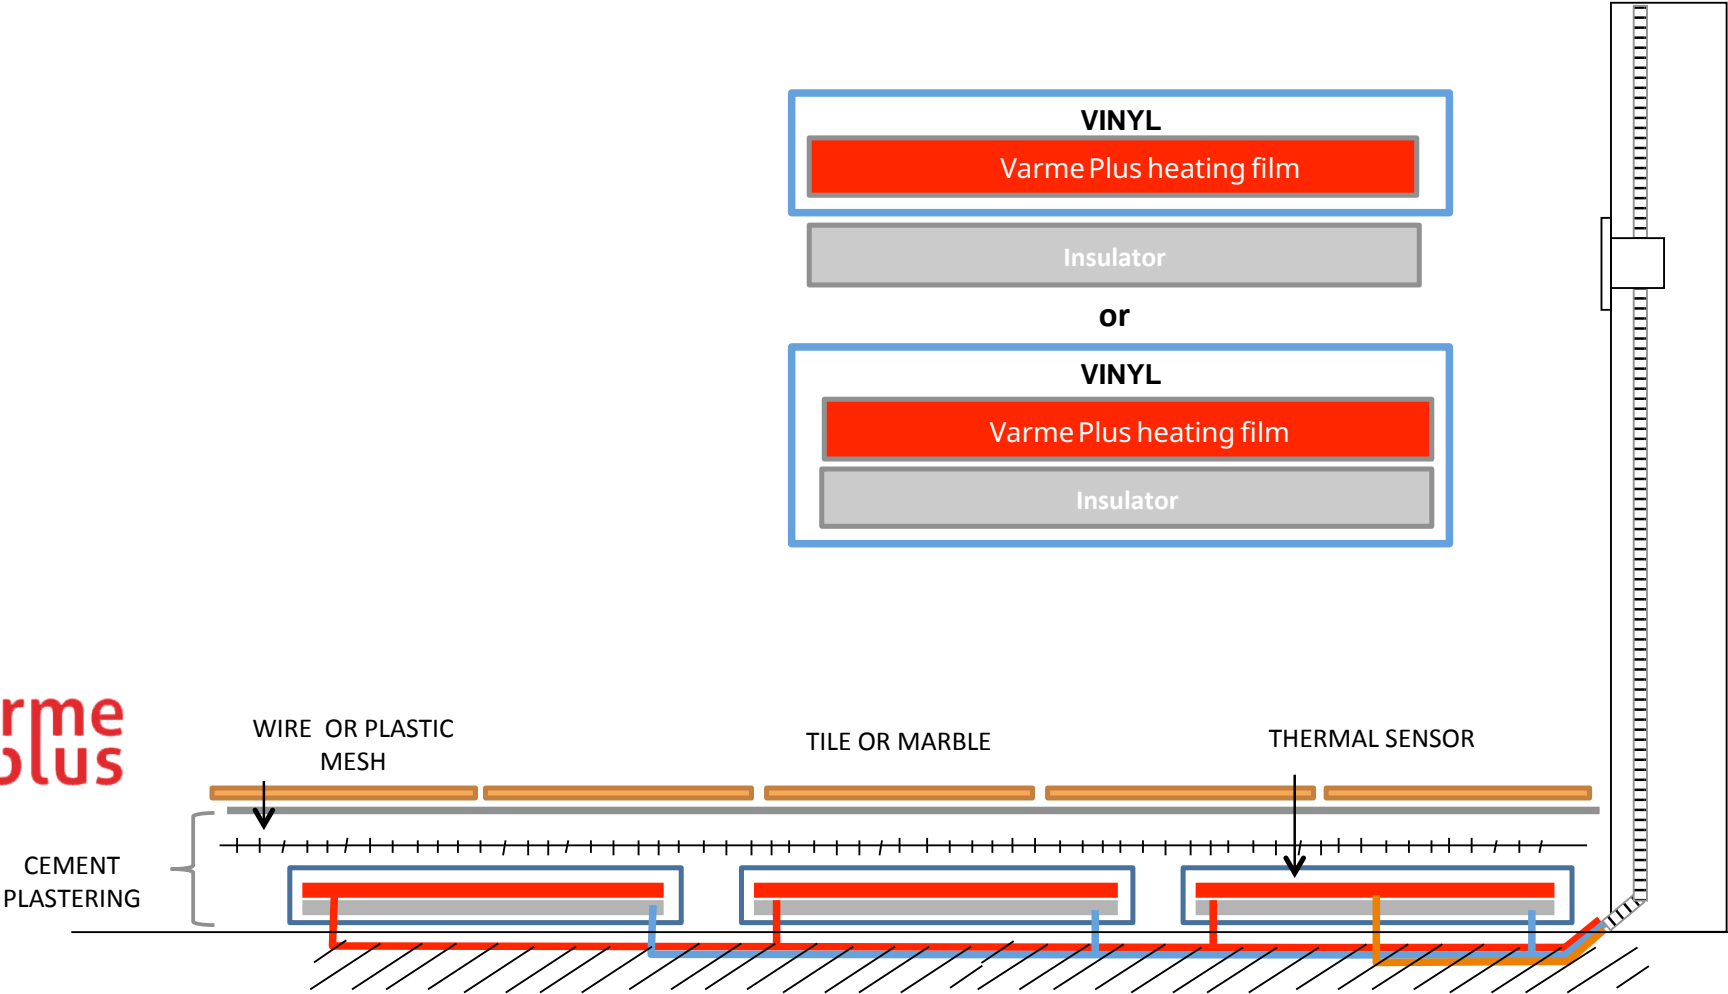 VINYL
Varme Plus heating film
Insulator
or
VINYL
Varme Plus heating film
Insulator
rme
plus
WIRE OR PLASTIC
MESH
TILE OR MARBLE
THERMAL SENSOR
CEMENT
PLASTERING